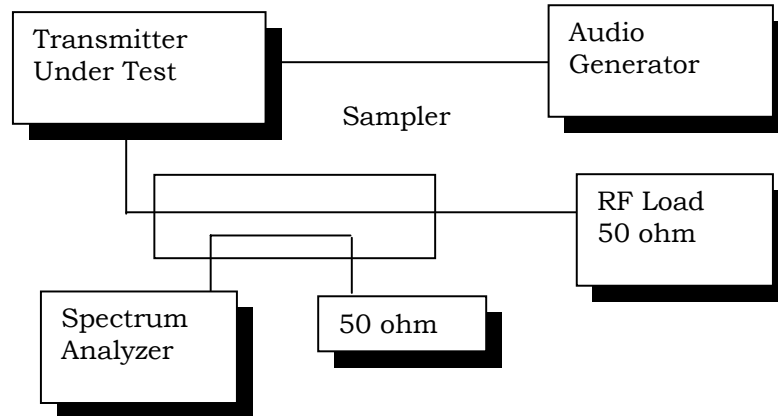 Transmitter
Under Test
Audio
Generator
Sampler
RF Load
50 ohm
Spectrum
Analyzer
50 ohm